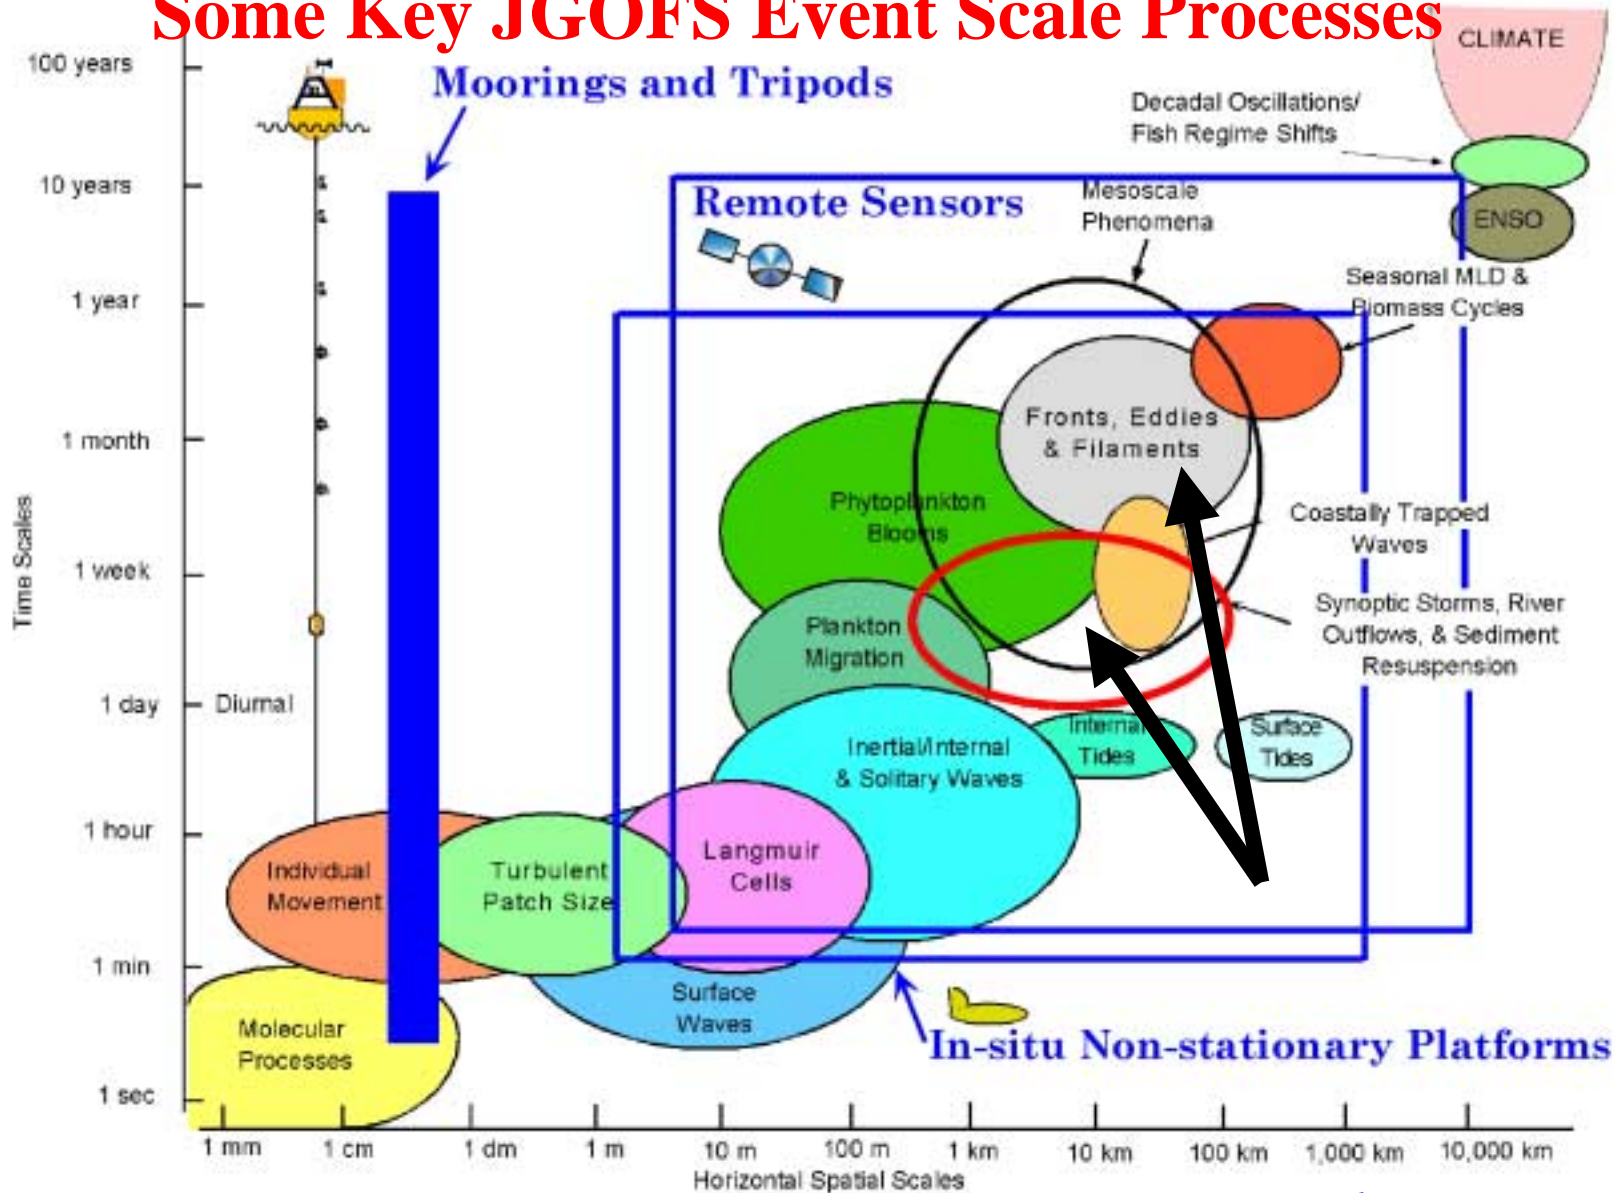 Some Key JGOFS Event Scale Processes
CLIMATE
100 years
Moorings and Tripods
Decadal Oscillations/
Fish Regime Shifts
10 years
Remote Sensors
Mesoscale
Phenomena
ENSO
Seasonal MLD &
Biomass Cycles
1 year
Fronts, Eddies
& Filaments
1 month
Phytoplankton
Blooms
Coastally Trapped
Waves
1 week
Time Scales
Synoptic Storms, River
Outflows, & Sediment
Resuspension
Plankton
Migration
1 day
Diurnal
Internal
Tides
Surface
Tides
Inertial/Internal
& Solitary Waves
1 hour
Langmuir
Cells
Individual
Movement
Turbulent
Patch Size
1 min
Surface
Waves
Molecular
Processes
In-situ Non-stationary Platforms
1 sec
1 mm
1 cm
1 dm
1 m
10 m
100 m
1 km
10 km
100 km
1,000 km
10,000 km
Horizontal Spatial Scales